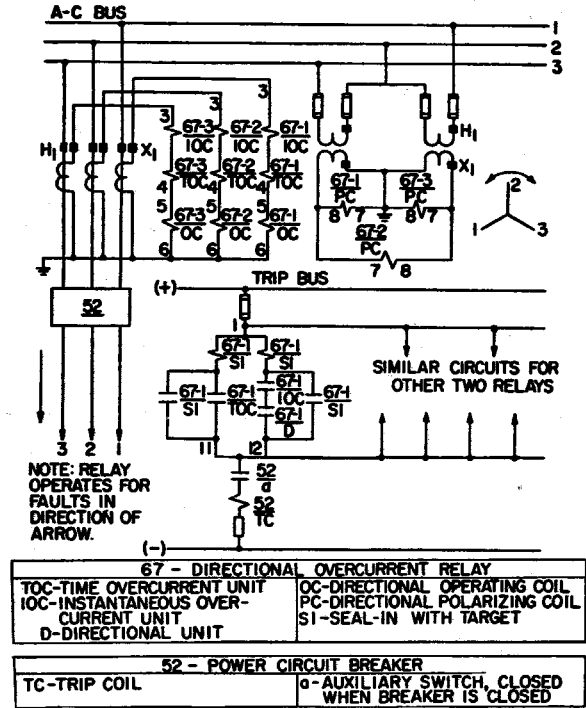 A-C BUS
1
2
3
3 3 3
67-3 67-2 67-1
IOC IOC IOC
H1 X1
67-3 67-2 67-1
TOC TOC TOC
4 4 4
5 5 5
67-3 67-2 67-1
OC OC OC
6 6 6
H1
X1
67-1 67-3
PC PC
8 7 8 7
67-2
PC
7 8
2
1 3
52
(+) TRIP BUS
1
67-1 67-1
SI SI
67-1 67-1 67-1 67-1
SI TOC IOC SI
67-1
D
11 12
SIMILAR CIRCUITS FOR
OTHER TWO RELAYS
3 2 1
52
a
52
TC
(-)
NOTE: RELAY
OPERATES FOR
FAULTS IN
DIRECTION OF
ARROW.
67 - DIRECTIONAL OVERCURRENT RELAY
TOC-TIME OVERCURRENT UNIT
IOC-INSTANTANEOUS OVER-
CURRENT UNIT
D-DIRECTIONAL UNIT
OC-DIRECTIONAL OPERATING COIL
PC-DIRECTIONAL POLARIZING COIL
SI-SEAL-IN WITH TARGET
52 - POWER CIRCUIT BREAKER
TC-TRIP COIL
a-AUXILIARY SWITCH, CLOSED
WHEN BREAKER IS CLOSED